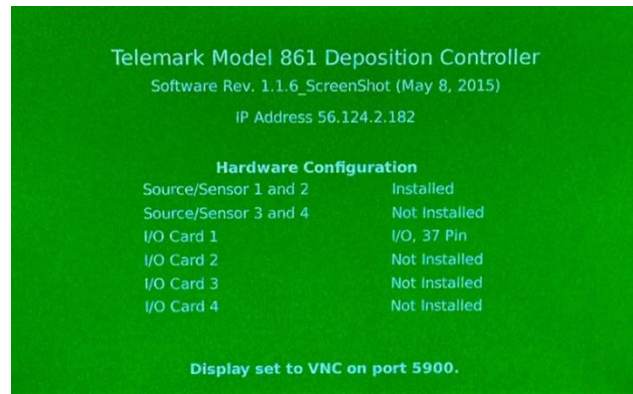 Telemark Model 861 Deposition Controller
Software Rev. 1.1.6_ScreenShot (May 8, 2015)
IP Address 56.124.2.182
Hardware Configuration
Source/Sensor 1 and 2 Installed
Source/Sensor 3 and 4 Not Installed
I/O Card 1 I/O, 37 Pin
I/O Card 2 Not Installed
I/O Card 3 Not Installed
I/O Card 4 Not Installed
Display set to VNC on port 5900.